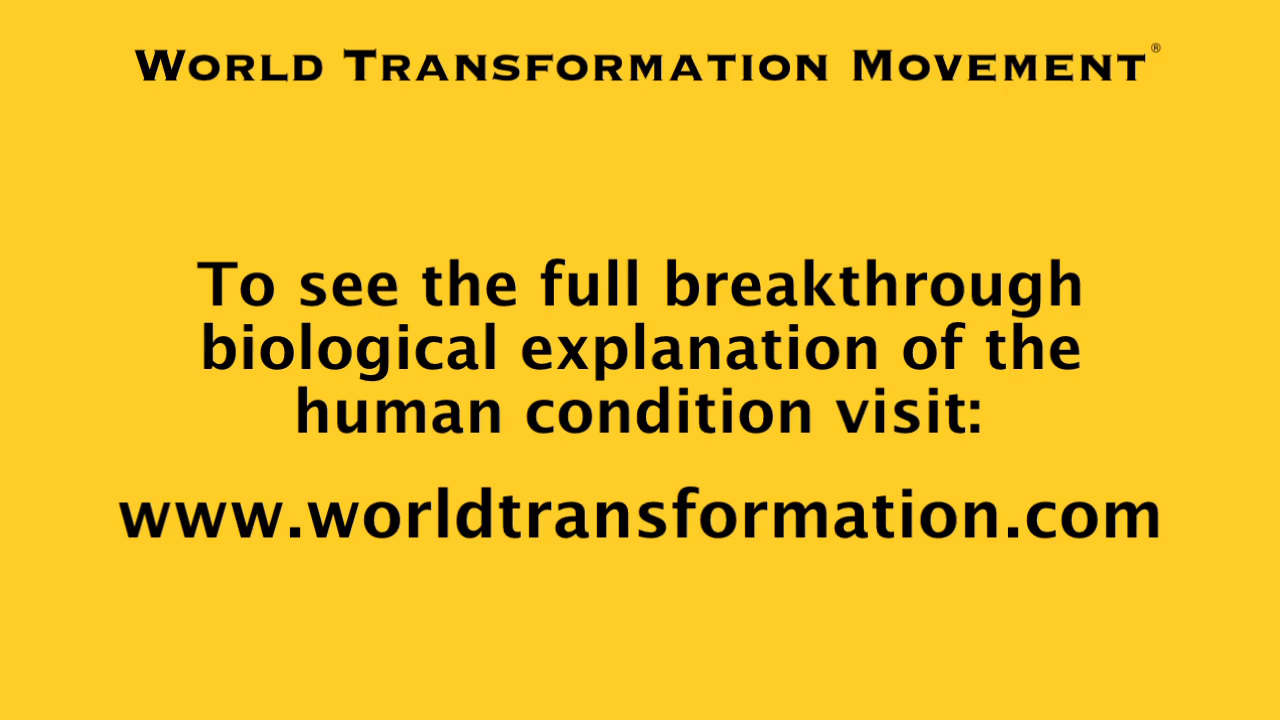 World Transformation Movement®
To see the full breakthrough
biological explanation of the
human condition visit:
www.worldtransformation.com